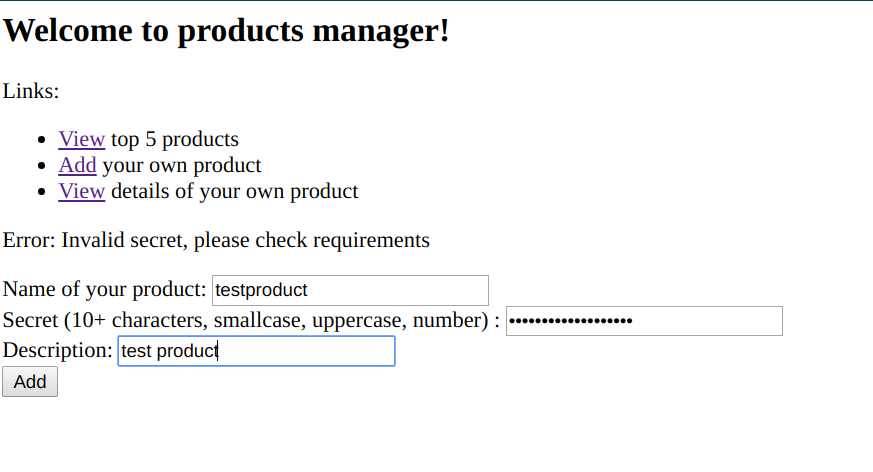 Welcome to products manager!
Links:
View top 5 products
Add your own product
View details of your own product
Error: Invalid secret, please check requirements
Name of your product: testproduct
Secret (10+ characters, smallcase, uppercase, number) : •••••••••••••••••••
Description: test product
Add